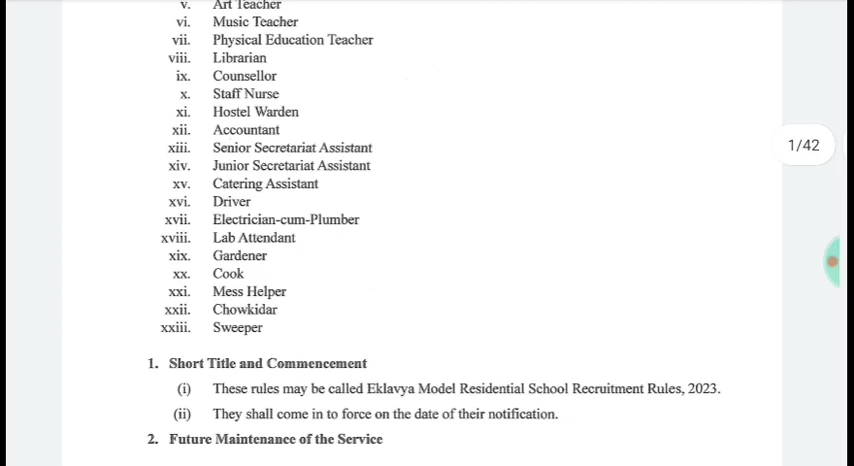 v. Art Teacher
vi. Music Teacher
vii. Physical Education Teacher
viii. Librarian
ix. Counsellor
x. Staff Nurse
xi. Hostel Warden
xii. Accountant
xiii. Senior Secretariat Assistant
xiv. Junior Secretariat Assistant
xv. Catering Assistant
xvi. Driver
xvii. Electrician-cum-Plumber
xviii. Lab Attendant
xix. Gardener
xx. Cook
xxi. Mess Helper
xxii. Chowkidar
xxiii. Sweeper
1/42
1. Short Title and Commencement
(i) These rules may be called Eklavya Model Residential School Recruitment Rules, 2023.
(ii) They shall come in to force on the date of their notification.
2. Future Maintenance of the Service